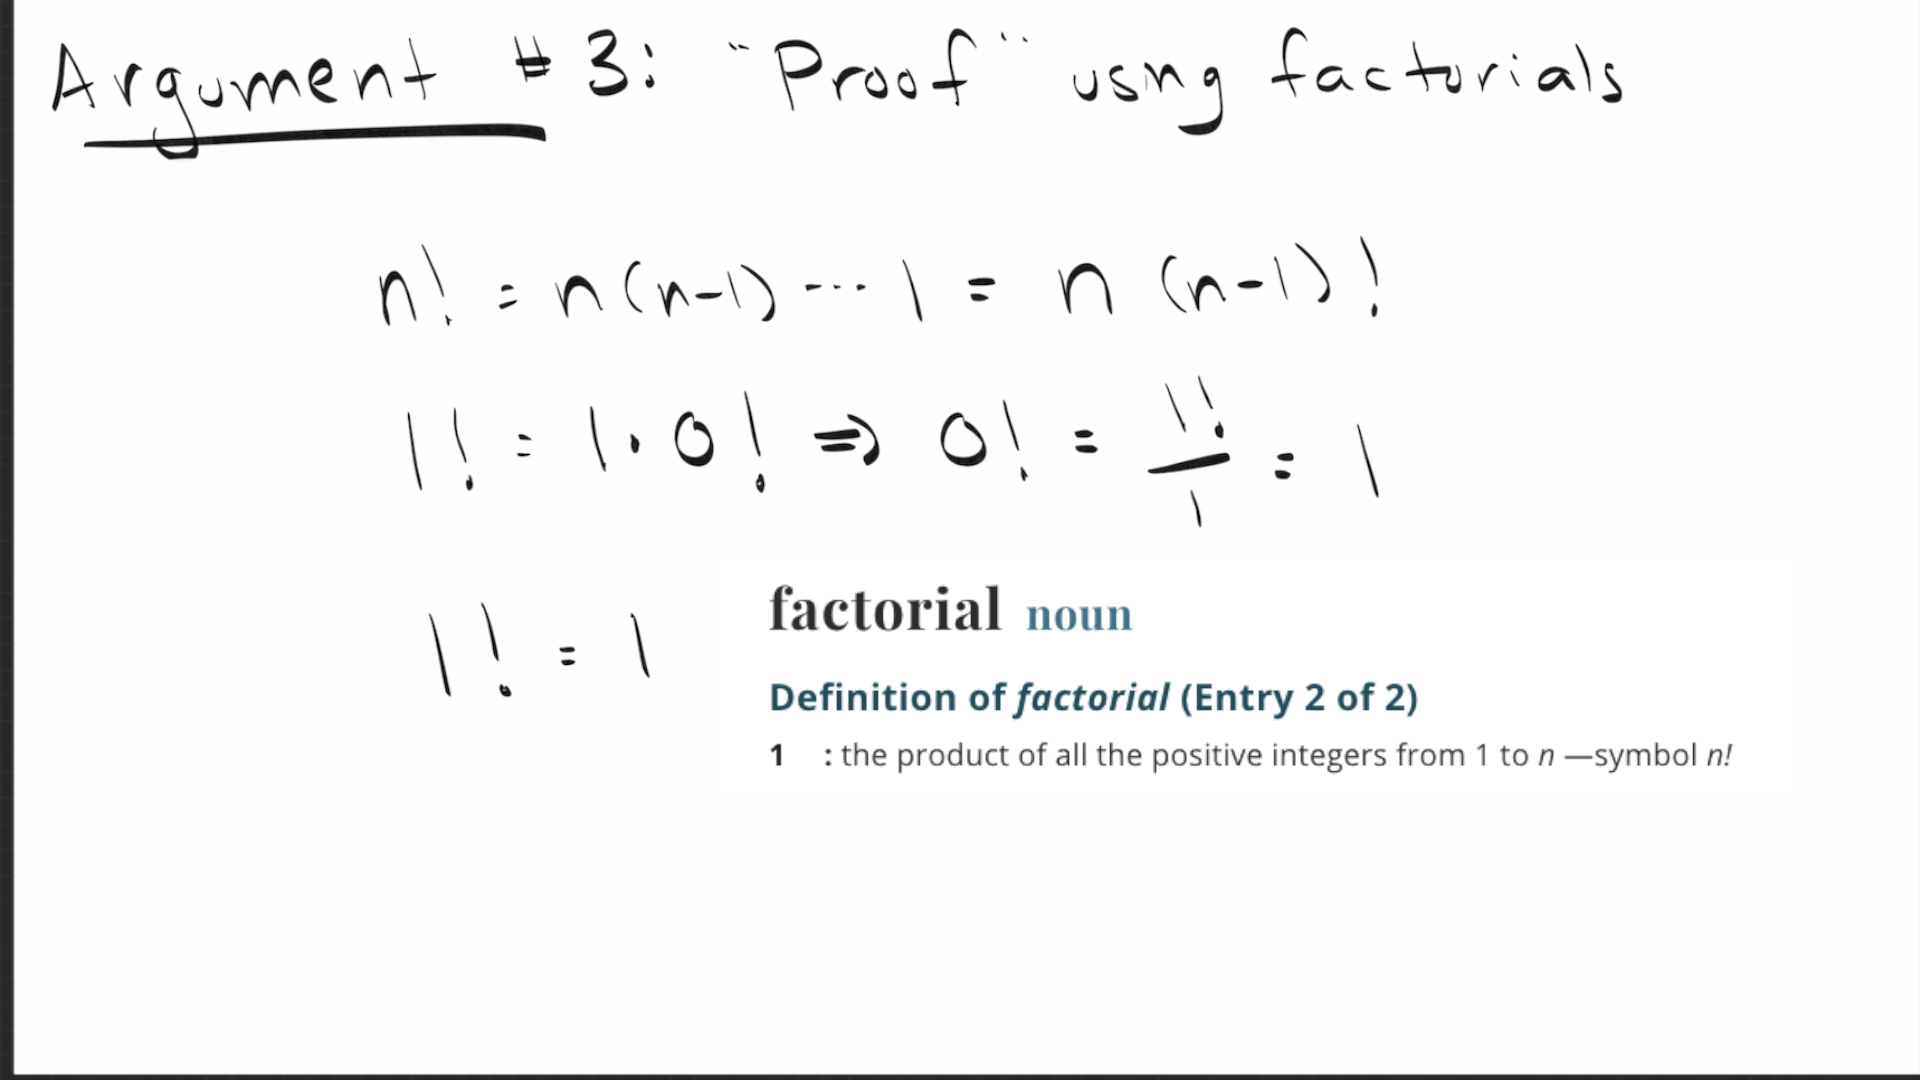 Argument #3: "Proof" using factorials
n! = n(n-1) ··· 1 = n (n-1)!
1! = 1 · 0! ⇒ 0! = 1!/1 = 1
1! = 1
factorial noun
Definition of factorial (Entry 2 of 2)
1 : the product of all the positive integers from 1 to n —symbol n!